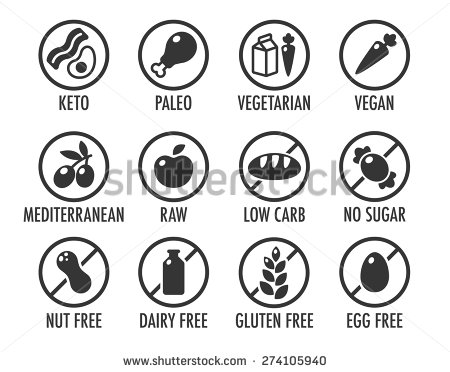 KETO PALEO VEGETARIAN VEGAN
shutterstock
MEDITERRANEAN RAW LOW CARB NO SUGAR
NUT FREE DAIRY FREE GLUTEN FREE EGG FREE
www.shutterstock.com · 274105940